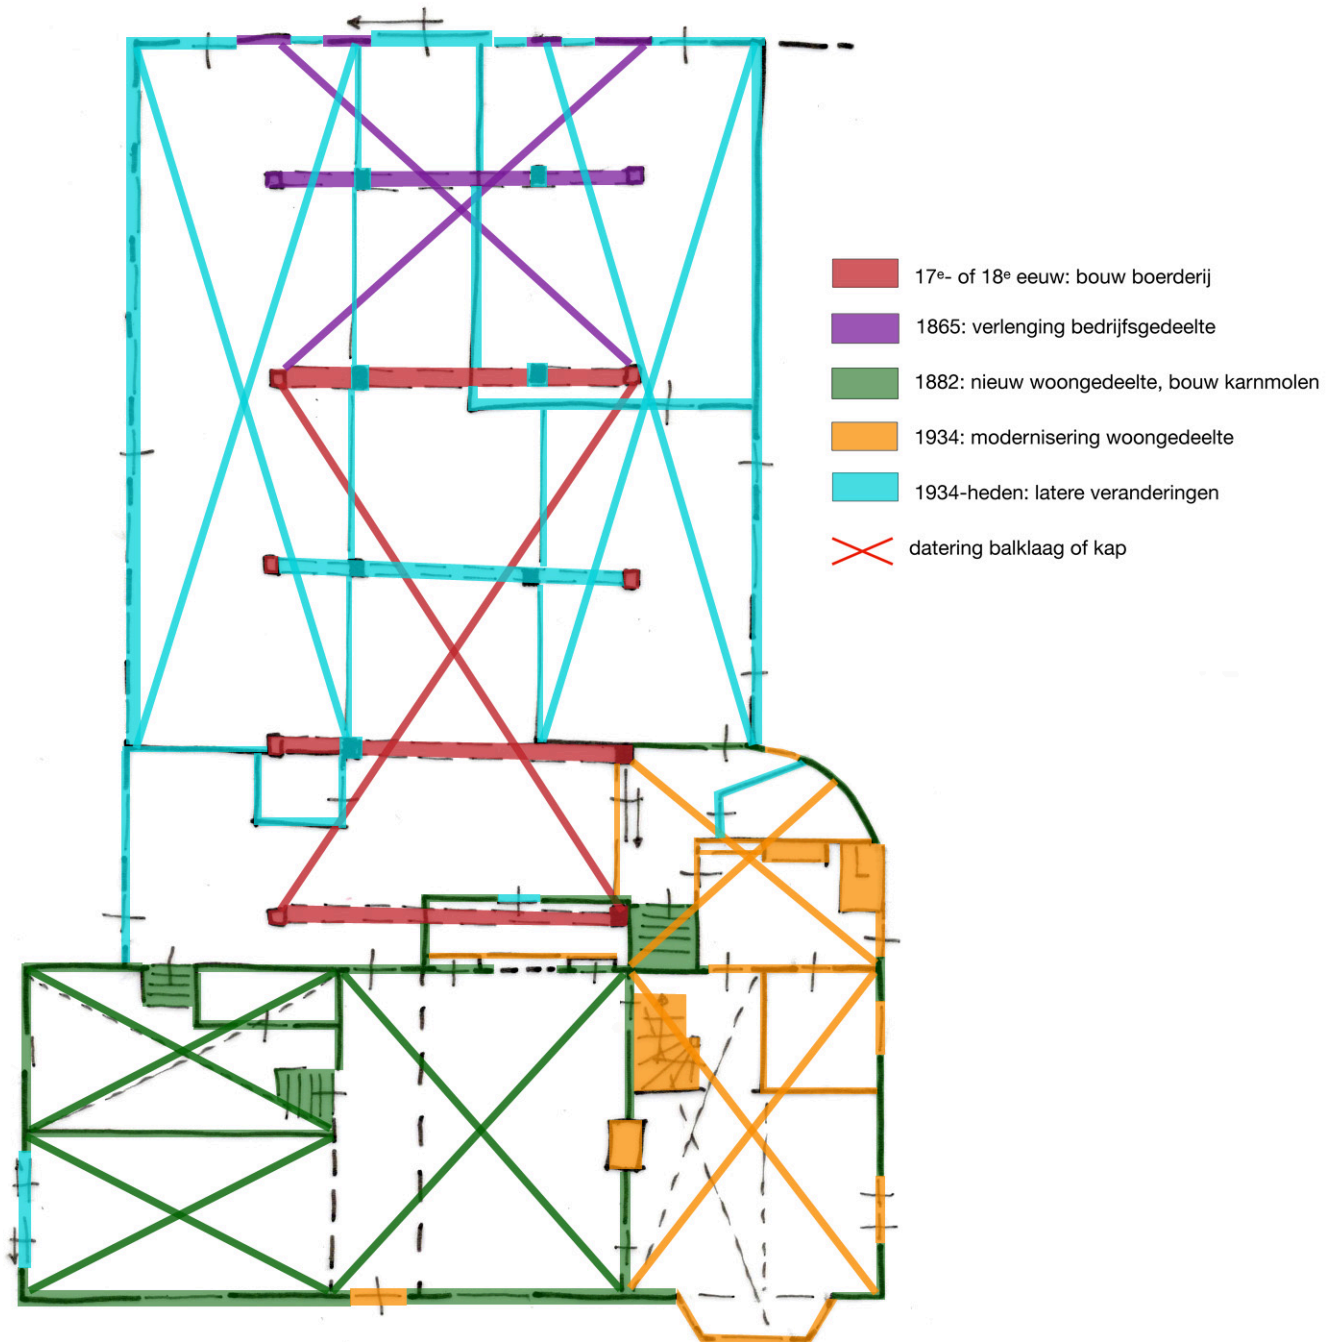 17e- of 18e eeuw: bouw boerderij
1865: verlenging bedrijfsgedeelte
1882: nieuw woongedeelte, bouw karnmolen
1934: modernisering woongedeelte
1934-heden: latere veranderingen
datering balklaag of kap